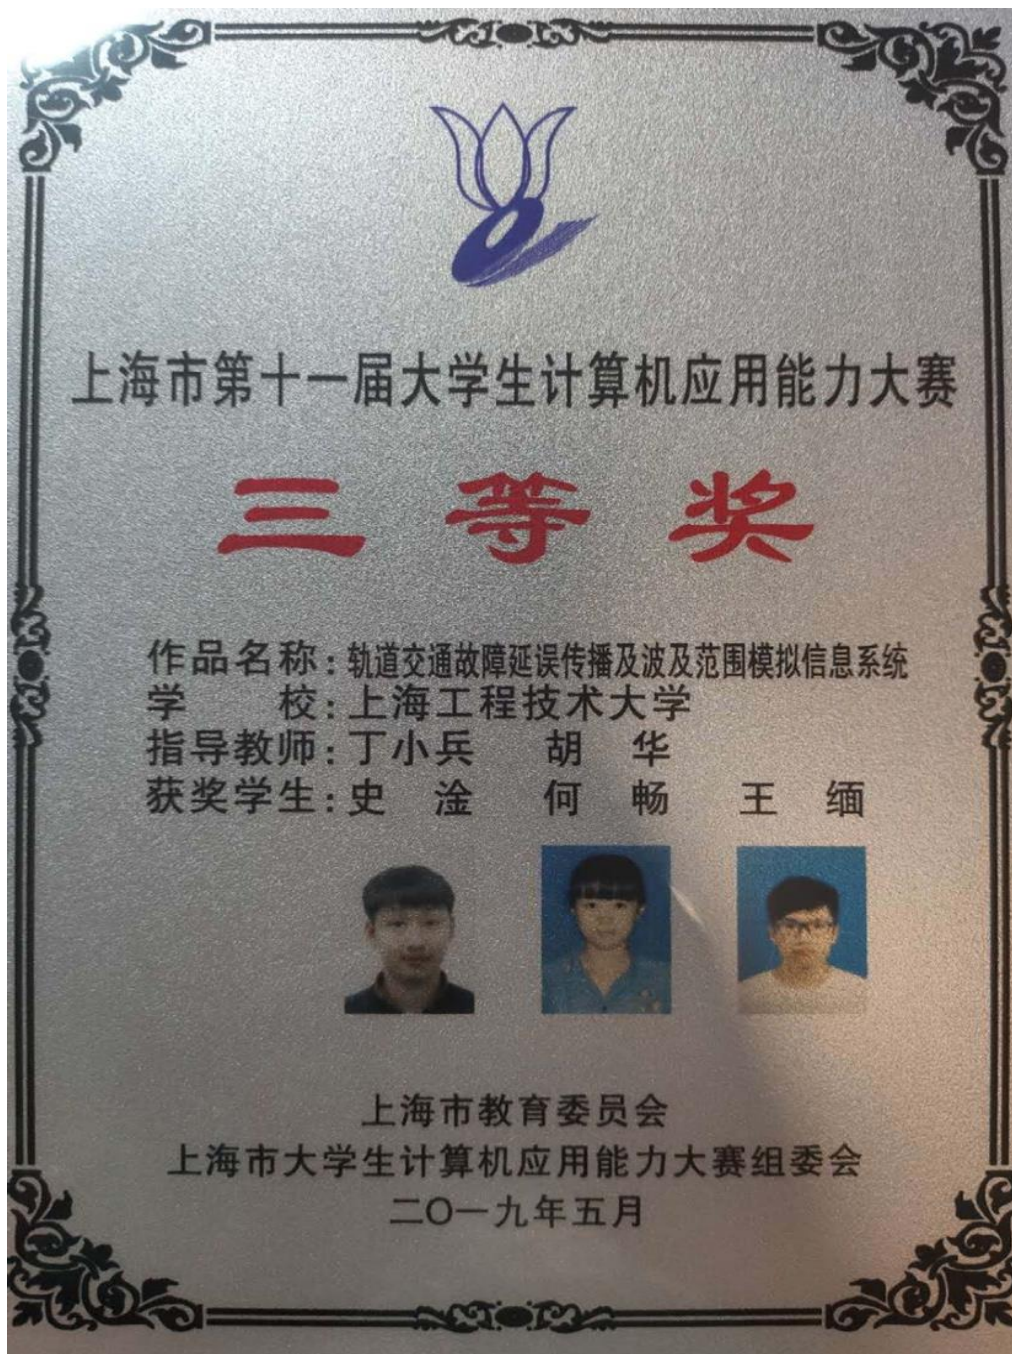 上海市第十一届大学生计算机应用能力大赛
三等奖
作品名称:轨道交通故障延误传播及波及范围模拟信息系统
学 校:上海工程技术大学
指导教师:丁小兵 胡 华
获奖学生:史 淦 何 畅 王 缅
上海市教育委员会
上海市大学生计算机应用能力大赛组委会
二〇一九年五月